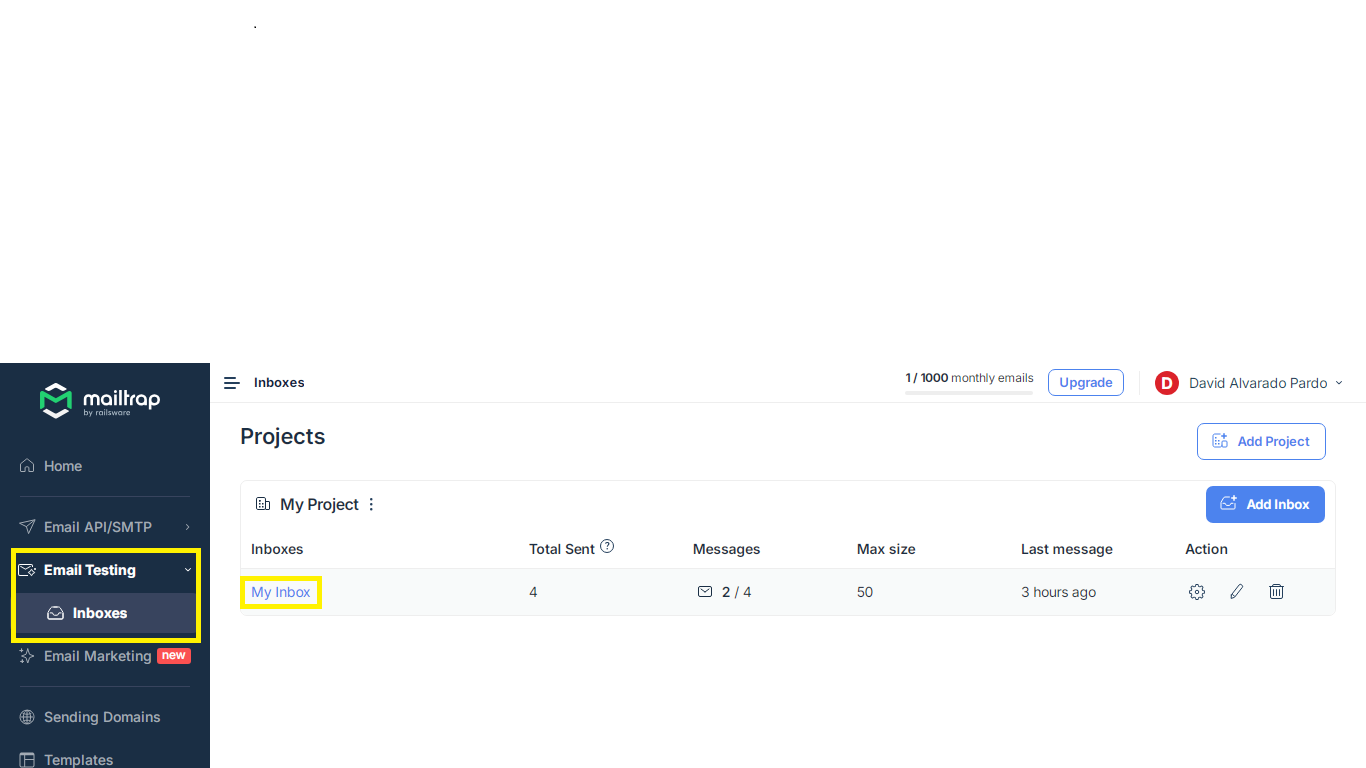 .
mailtrap
by railsware
Home
Email API/SMTP
Email Testing
Inboxes
Email Marketing new
Sending Domains
Templates
Inboxes
1 / 1000 monthly emails
Upgrade
D
David Alvarado Pardo
Projects
Add Project
My Project
Add Inbox
Inboxes Total Sent ? Messages Max size Last message Action
My Inbox 4 2 / 4 50 3 hours ago